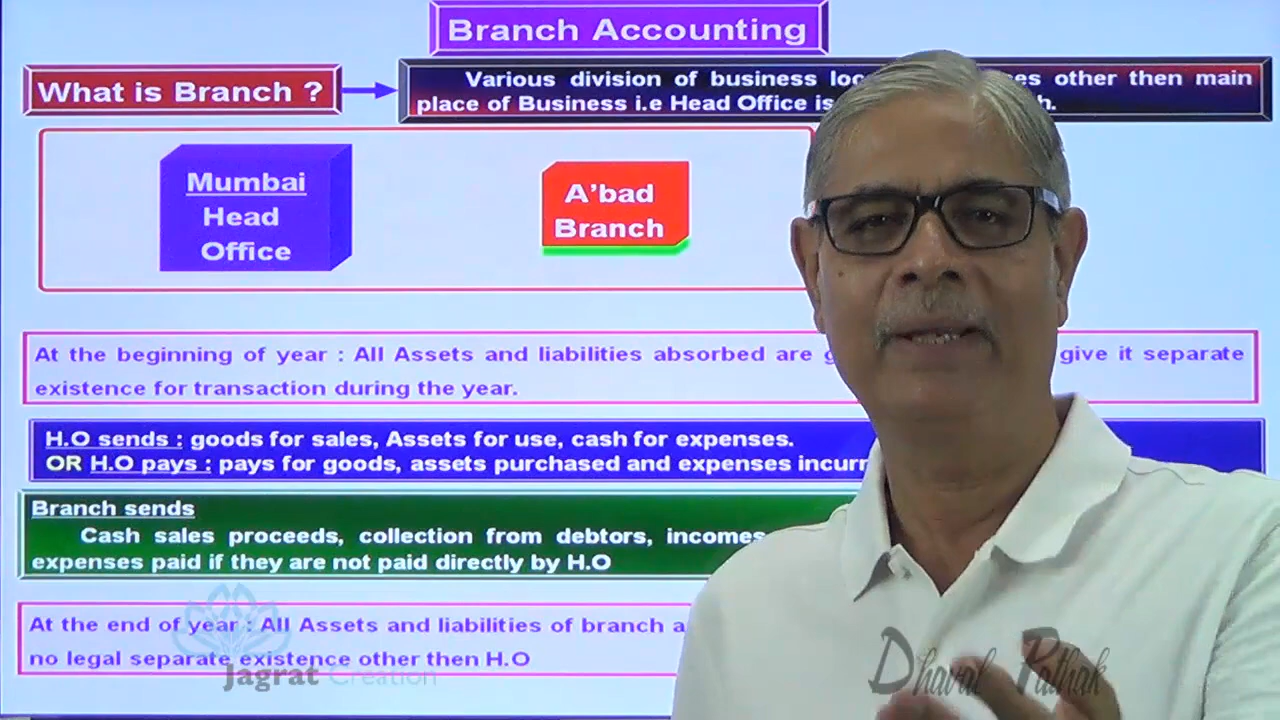 Branch Accounting
What is Branch ?
Various division of business other then main
place of Business i.e Head Office is
Mumbai
Head
Office
A'bad
Branch
At the beginning of year : All Assets and liabilities absorbed are give it separate
existence for transaction during the year.
H.O sends : goods for sales, Assets for use, cash for expenses.
OR H.O pays : pays for goods, assets purchased and expenses
Branch sends
Cash sales proceeds, collection from debtors, incomes
expenses paid if they are not paid directly by H.O
At the end of year : All Assets and liabilities of branch
no legal separate existence other then H.O
Jagrat Creation
Dhaval Pathak